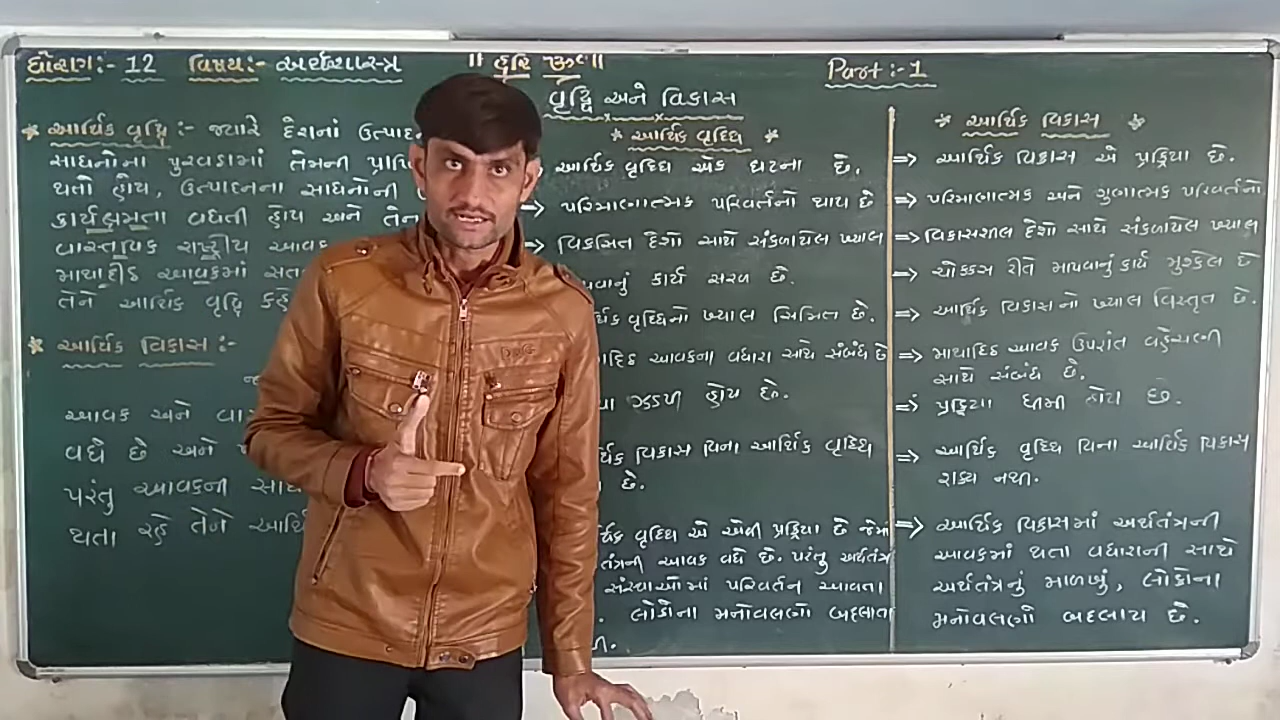 ધોરણ:- 12 વિષય:- અર્થશાસ્ત્ર
॥ હરિ ૐ ॥
Part:-1
વૃદ્ધિ અને વિકાસ
* આર્થિક વૃદ્ધિ:- જ્યારે દેશનાં ઉત્પાદ
સાધનોના પુરવઠામાં તેમની પ્રાપ્
થતો હોય, ઉત્પાદનના સાધનોની
કાર્યક્ષમતા વધતી હોય અને તેન
વાસ્તવિક રાષ્ટ્રીય આવક
માથાદીઠ આવકમાં સત
તેને આર્થિક વૃદ્ધિ કહે
* આર્થિક વિકાસ:-
આવક અને વા
વધે છે અને
પરંતુ આવકની સા
થતા રહે તેને આર્થિ
* આર્થિક વૃધ્ધિ *
આર્થિક વૃધ્ધિ એક ઘટના છે.
=> પરિમાણાત્મક પરિવર્તનો થાય છે
=> વિકસિત દેશો સાથે સંકળાયેલ ખ્યાલ
પવાનું કાર્ય સરળ છે.
ર્થિક વૃધ્ધિનો ખ્યાલ સિમિત છે.
ાદિઠ આવકના વધારા સાથે સંબંધ છે
યા ઝડપી હોય છે.
ર્થિક વિકાસ વિના આર્થિક વૃધ્ધિ
છે.
ર્થિક વૃધ્ધિ એ એવી પ્રક્રિયા છે જેમાં
તંત્રની આવક વધે છે. પરંતુ અર્થતંત્ર
સંસ્થાઓમાં પરિવર્તન આવતા
. લોકોના મનોવલણો બદલાતા
ી.
* આર્થિક વિકાસ *
=> આર્થિક વિકાસ એ પ્રક્રિયા છે.
=> પરિમાણાત્મક અને ગુણાત્મક પરિવર્તનો
=> વિકાસશીલ દેશો સાથે સંકળાયેલ ખ્યાલ
=> ચોક્કસ રીતે માપવાનું કાર્ય મુશ્કેલ છે
=> આર્થિક વિકાસનો ખ્યાલ વિસ્તૃત છે.
=> માથાદિઠ આવક ઉપરાંત વહેંચણી
સાથે સંબંધ છે.
=> પ્રક્રિયા ધીમી હોય છે.
=> આર્થિક વૃધ્ધિ વિના આર્થિક વિકાસ
શક્ય નથી.
=> આર્થિક વિકાસમાં અર્થતંત્રની
આવકમાં થતા વધારાની સાથે
અર્થતંત્રનું માળખું, લોકોના
મનોવલણો બદલાય છે.